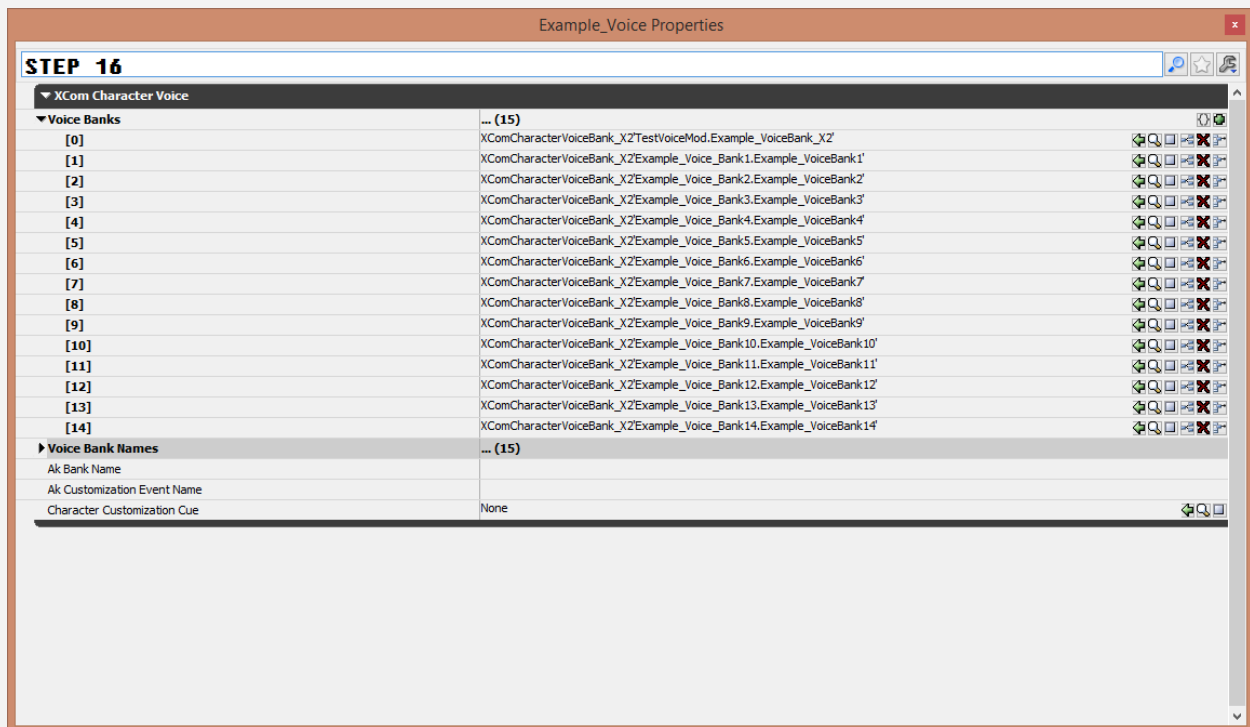 Example_Voice Properties
x
STEP 16
XCom Character Voice
Voice Banks ... (15)
[0] XComCharacterVoiceBank_X2'TestVoiceMod.Example_VoiceBank_X2'
[1] XComCharacterVoiceBank_X2'Example_Voice_Bank1.Example_VoiceBank1'
[2] XComCharacterVoiceBank_X2'Example_Voice_Bank2.Example_VoiceBank2'
[3] XComCharacterVoiceBank_X2'Example_Voice_Bank3.Example_VoiceBank3'
[4] XComCharacterVoiceBank_X2'Example_Voice_Bank4.Example_VoiceBank4'
[5] XComCharacterVoiceBank_X2'Example_Voice_Bank5.Example_VoiceBank5'
[6] XComCharacterVoiceBank_X2'Example_Voice_Bank6.Example_VoiceBank6'
[7] XComCharacterVoiceBank_X2'Example_Voice_Bank7.Example_VoiceBank7'
[8] XComCharacterVoiceBank_X2'Example_Voice_Bank8.Example_VoiceBank8'
[9] XComCharacterVoiceBank_X2'Example_Voice_Bank9.Example_VoiceBank9'
[10] XComCharacterVoiceBank_X2'Example_Voice_Bank10.Example_VoiceBank10'
[11] XComCharacterVoiceBank_X2'Example_Voice_Bank11.Example_VoiceBank11'
[12] XComCharacterVoiceBank_X2'Example_Voice_Bank12.Example_VoiceBank12'
[13] XComCharacterVoiceBank_X2'Example_Voice_Bank13.Example_VoiceBank13'
[14] XComCharacterVoiceBank_X2'Example_Voice_Bank14.Example_VoiceBank14'
Voice Bank Names ... (15)
Ak Bank Name
Ak Customization Event Name
Character Customization Cue None